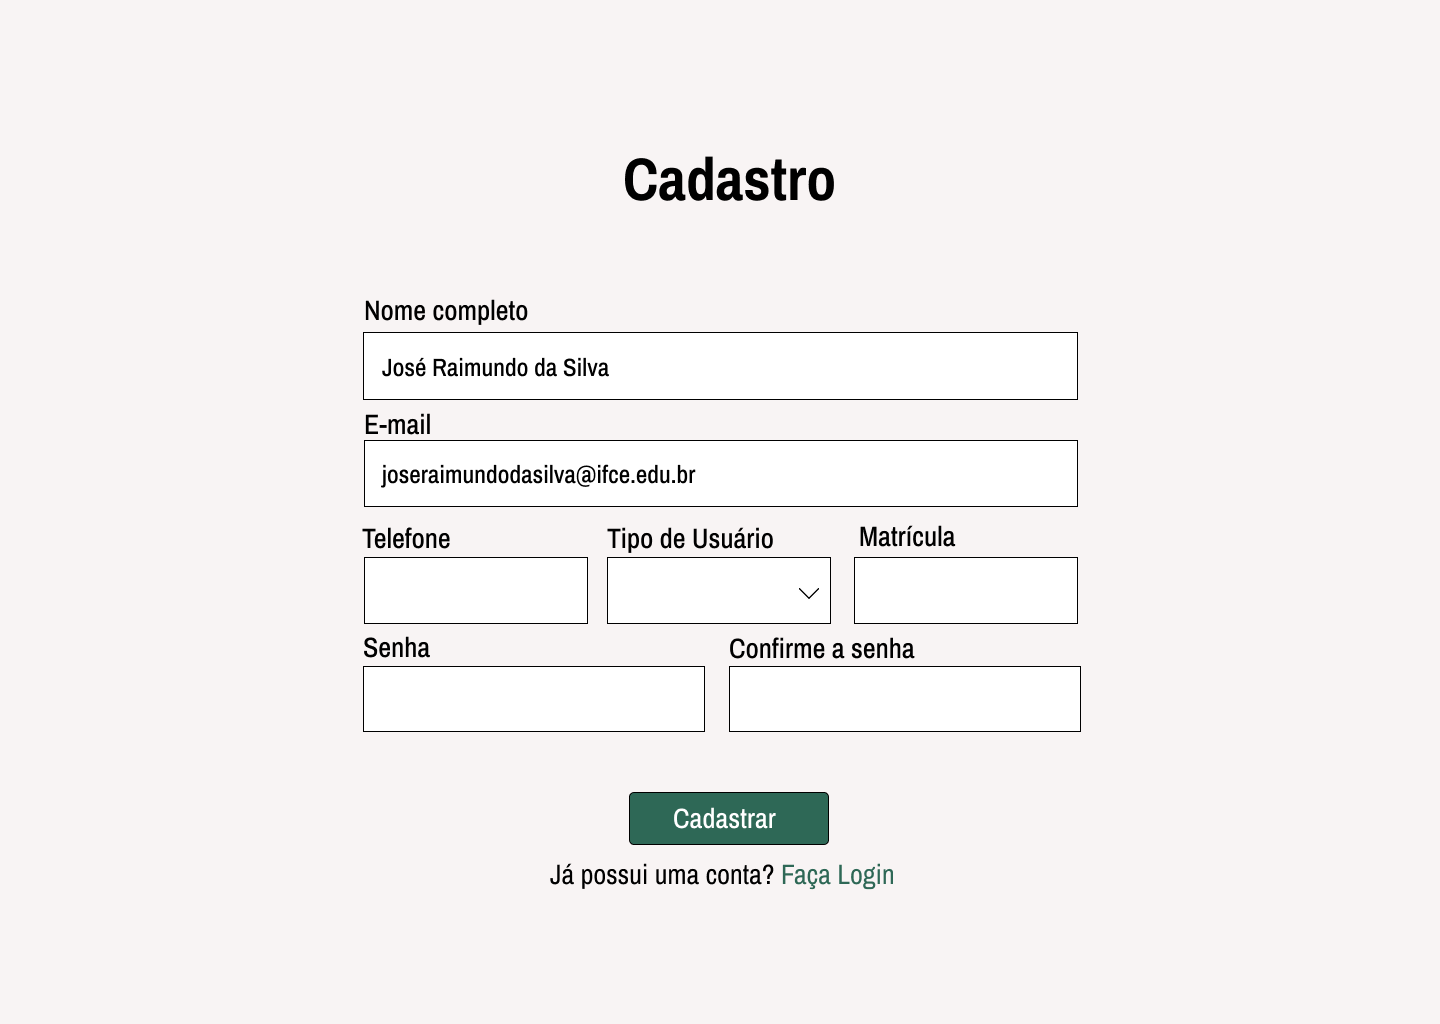 Cadastro
Nome completo
José Raimundo da Silva
E-mail
joseraimundodasilva@ifce.edu.br
Telefone Tipo de Usuário Matrícula
Senha Confirme a senha
Cadastrar
Já possui uma conta? Faça Login